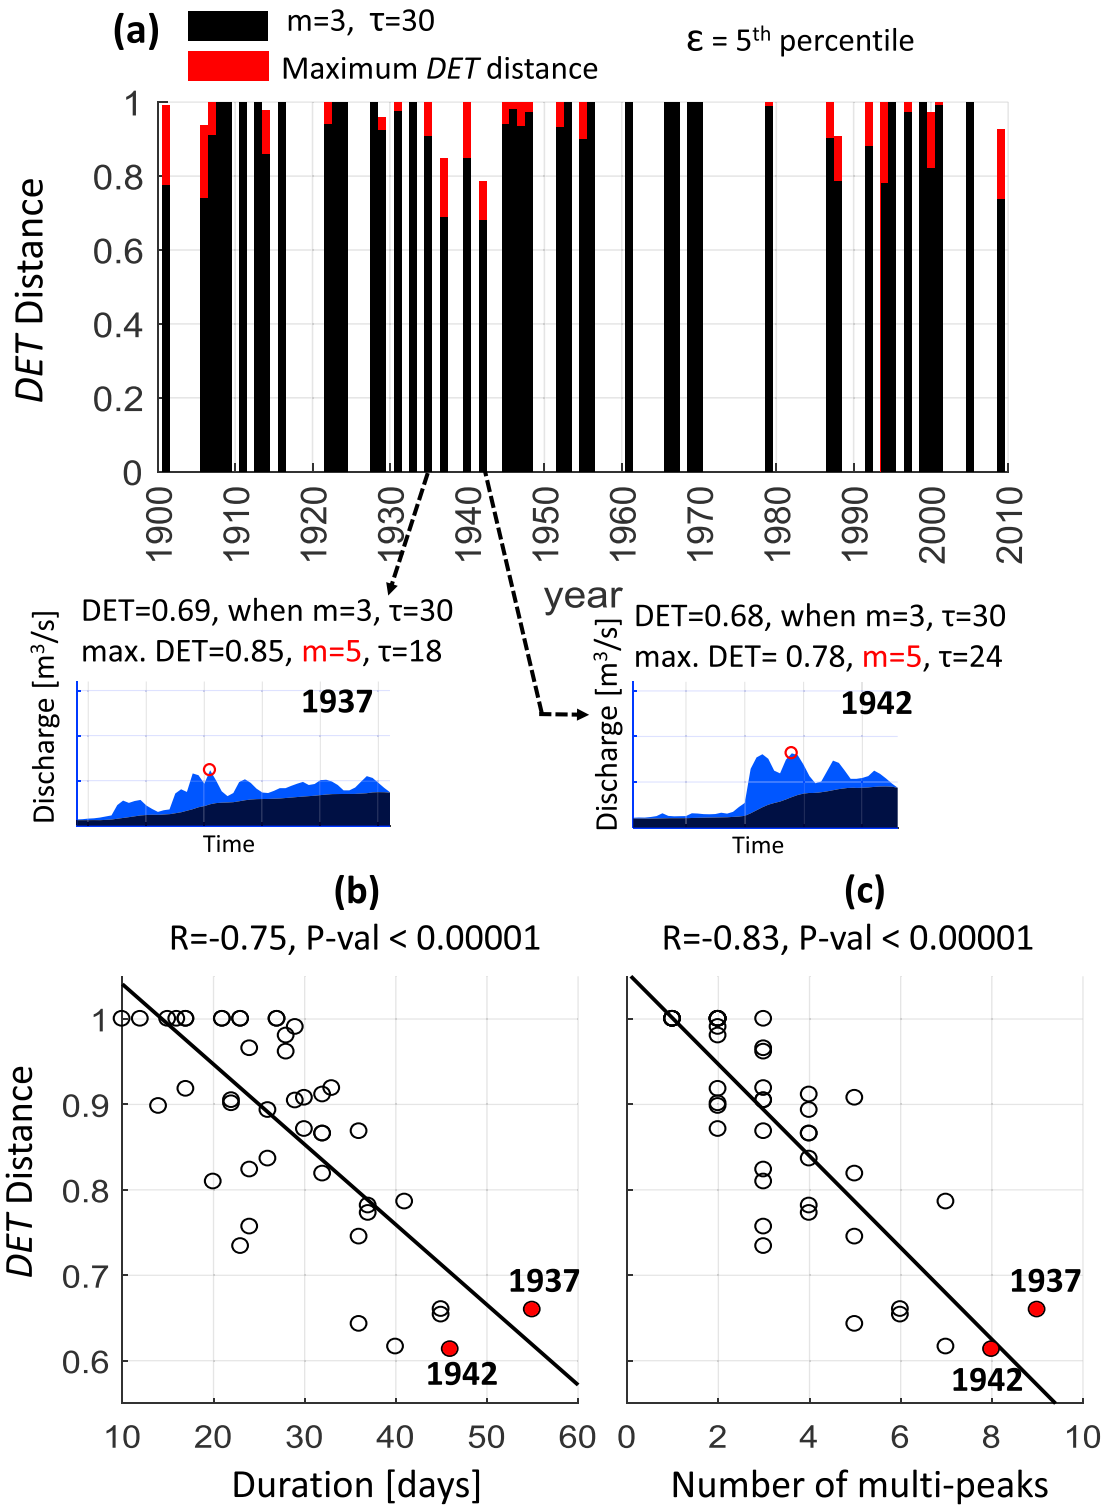 (a)
m=3, τ=30
Maximum DET distance
ε = 5th percentile
DET Distance
1
0.8
0.6
0.4
0.2
0
1900
1910
1920
1930
1940
1950
1960
1970
1980
1990
2000
2010
year
DET=0.69, when m=3, τ=30
max. DET=0.85, m=5, τ=18
Discharge [m³/s]
1937
Time
DET=0.68, when m=3, τ=30
max. DET= 0.78, m=5, τ=24
Discharge [m³/s]
1942
Time
(b)
R=-0.75, P-val < 0.00001
DET Distance
1
0.9
0.8
0.7
0.6
1937
1942
10
20
30
40
50
60
Duration [days]
(c)
R=-0.83, P-val < 0.00001
1937
1942
0
2
4
6
8
10
Number of multi-peaks